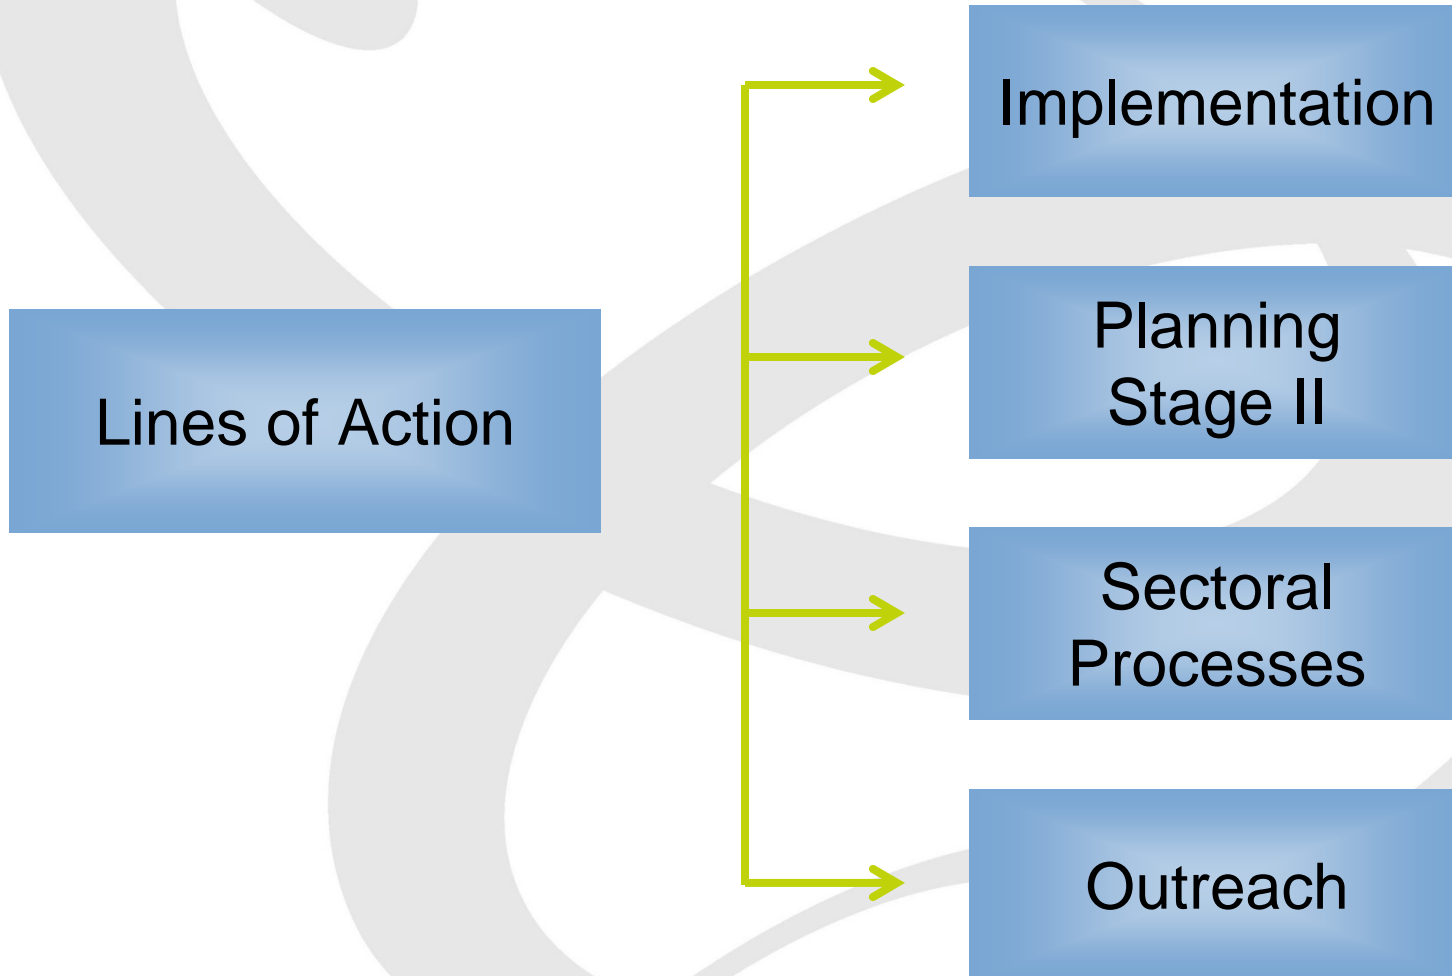 Lines of Action
Implementation
Planning
Stage II
Sectoral
Processes
Outreach